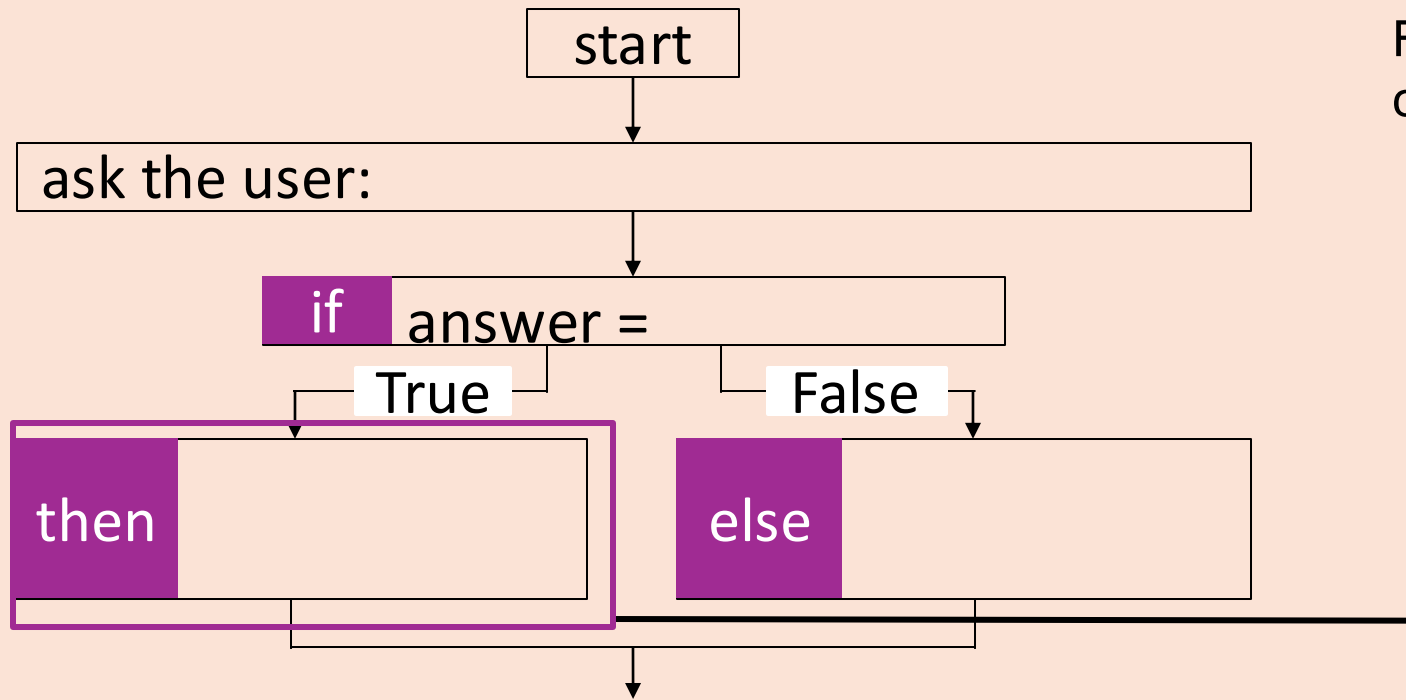 start
ask the user:
if answer =
True False
then
else